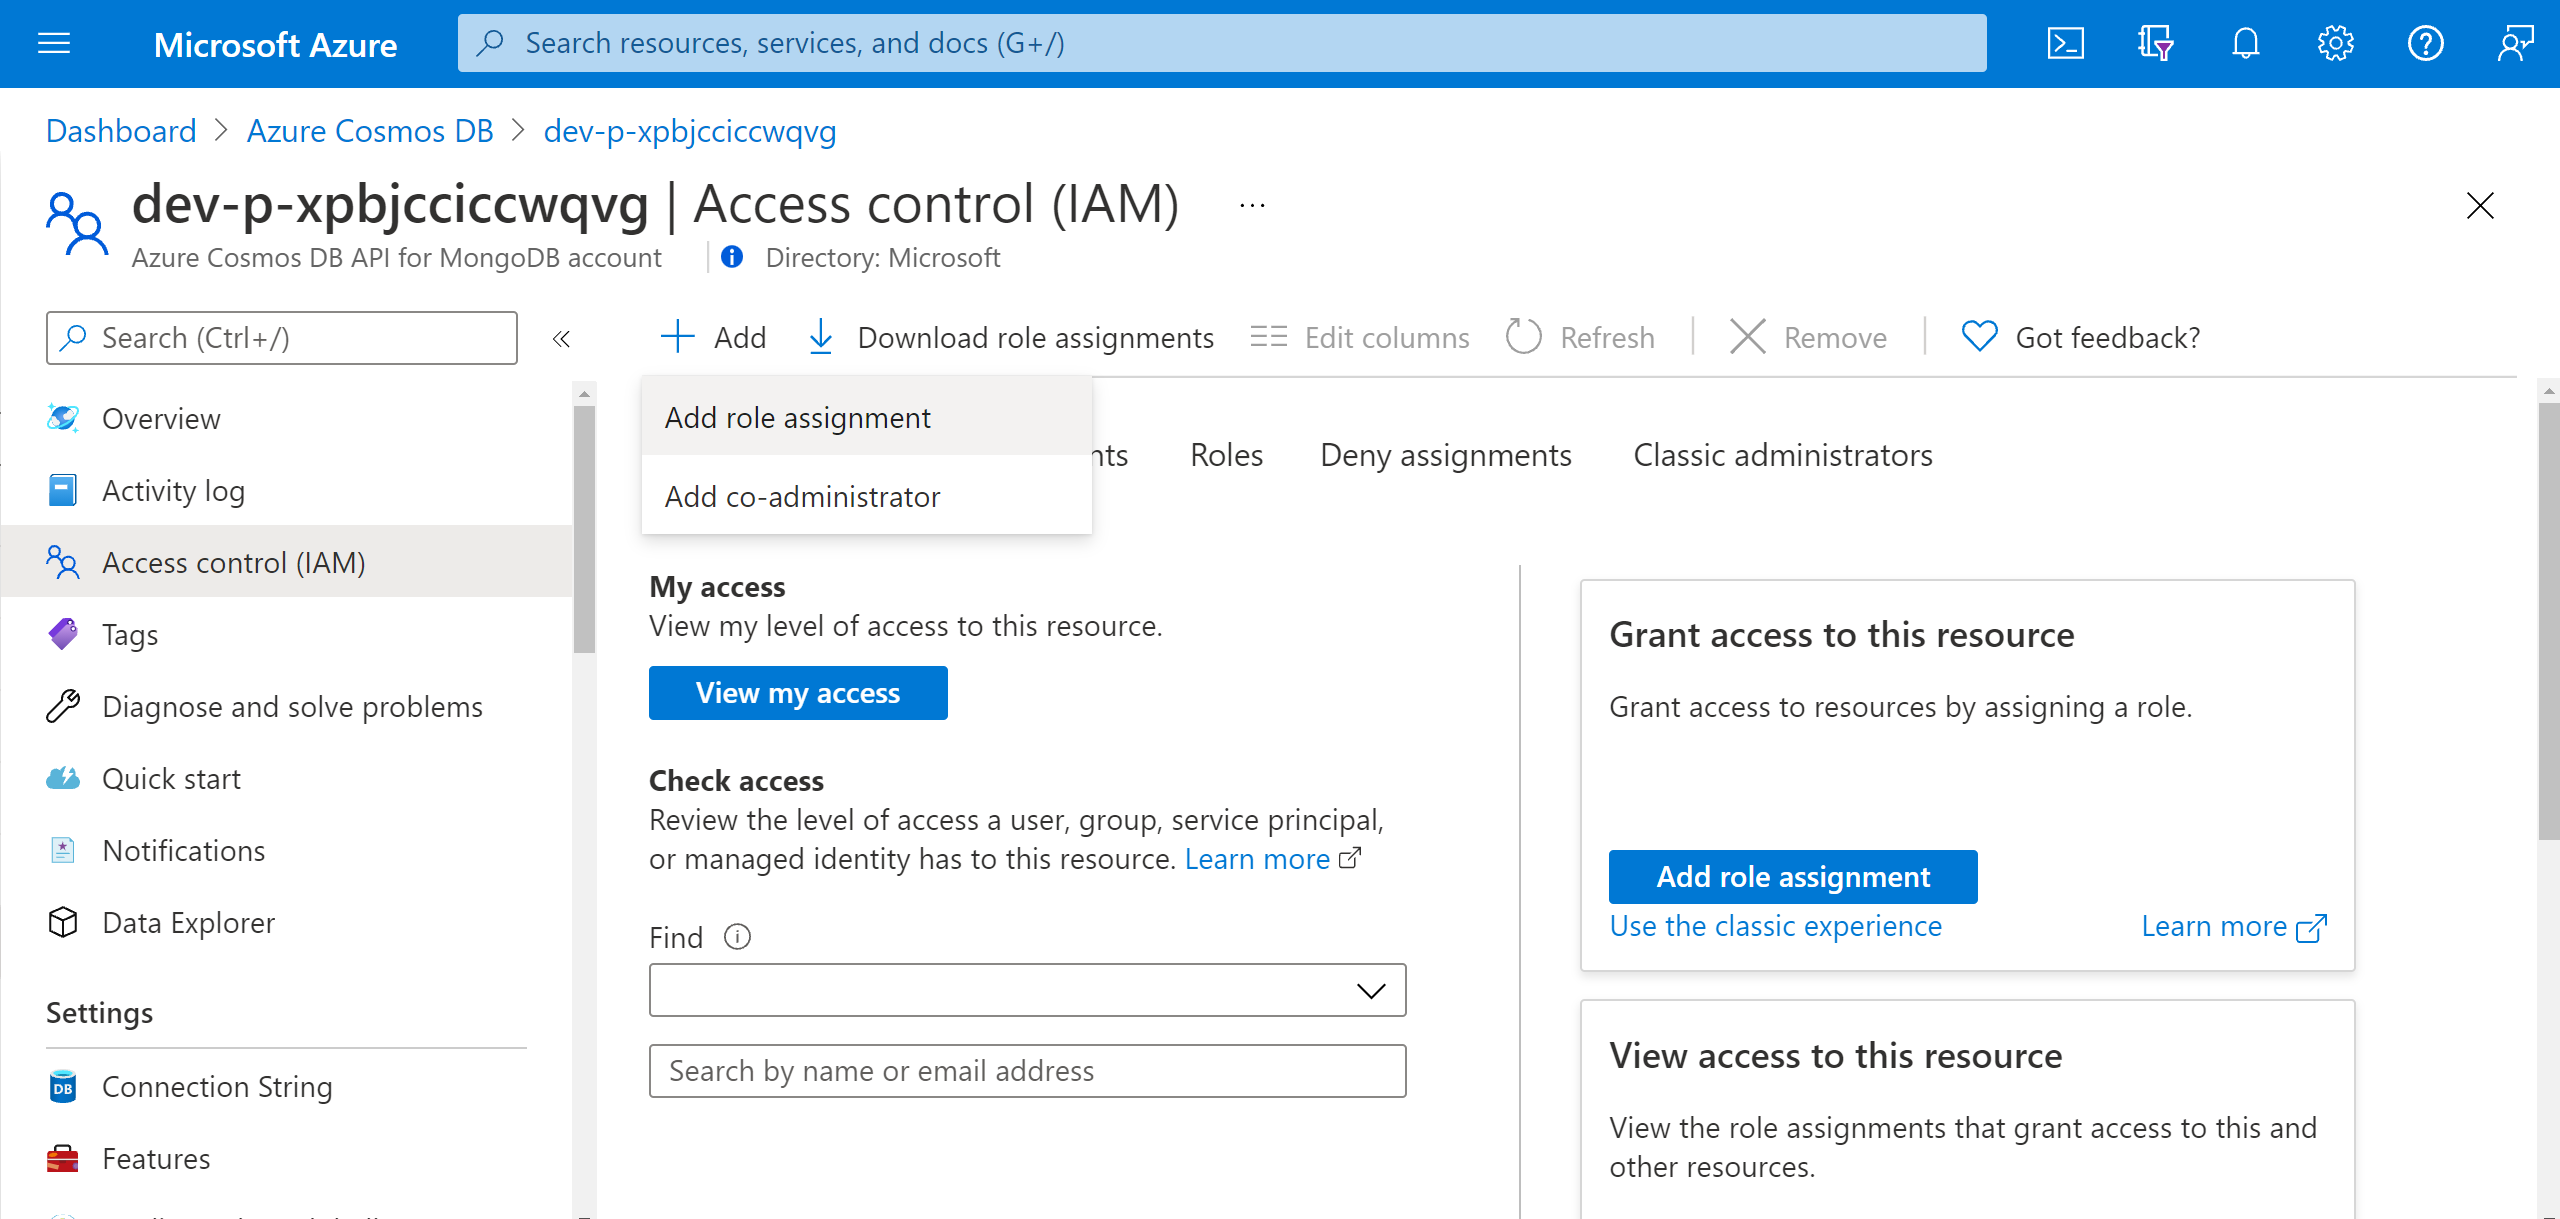 Microsoft Azure
Search resources, services, and docs (G+/)
Dashboard > Azure Cosmos DB > dev-p-xpbjcciccwqvg
dev-p-xpbjcciccwqvg | Access control (IAM) ...
Azure Cosmos DB API for MongoDB account
Directory: Microsoft
Search (Ctrl+/)
«
Add
Download role assignments
Edit columns
Refresh
Remove
Got feedback?
Overview
Activity log
Access control (IAM)
Tags
Diagnose and solve problems
Quick start
Notifications
Data Explorer
Settings
DB
Connection String
Features
Add role assignment
Add co-administrator
nts
Roles
Deny assignments
Classic administrators
My access
View my level of access to this resource.
View my access
Check access
Review the level of access a user, group, service principal,
or managed identity has to this resource. Learn more
Find
Search by name or email address
Grant access to this resource
Grant access to resources by assigning a role.
Add role assignment
Use the classic experience
Learn more
View access to this resource
View the role assignments that grant access to this and
other resources.